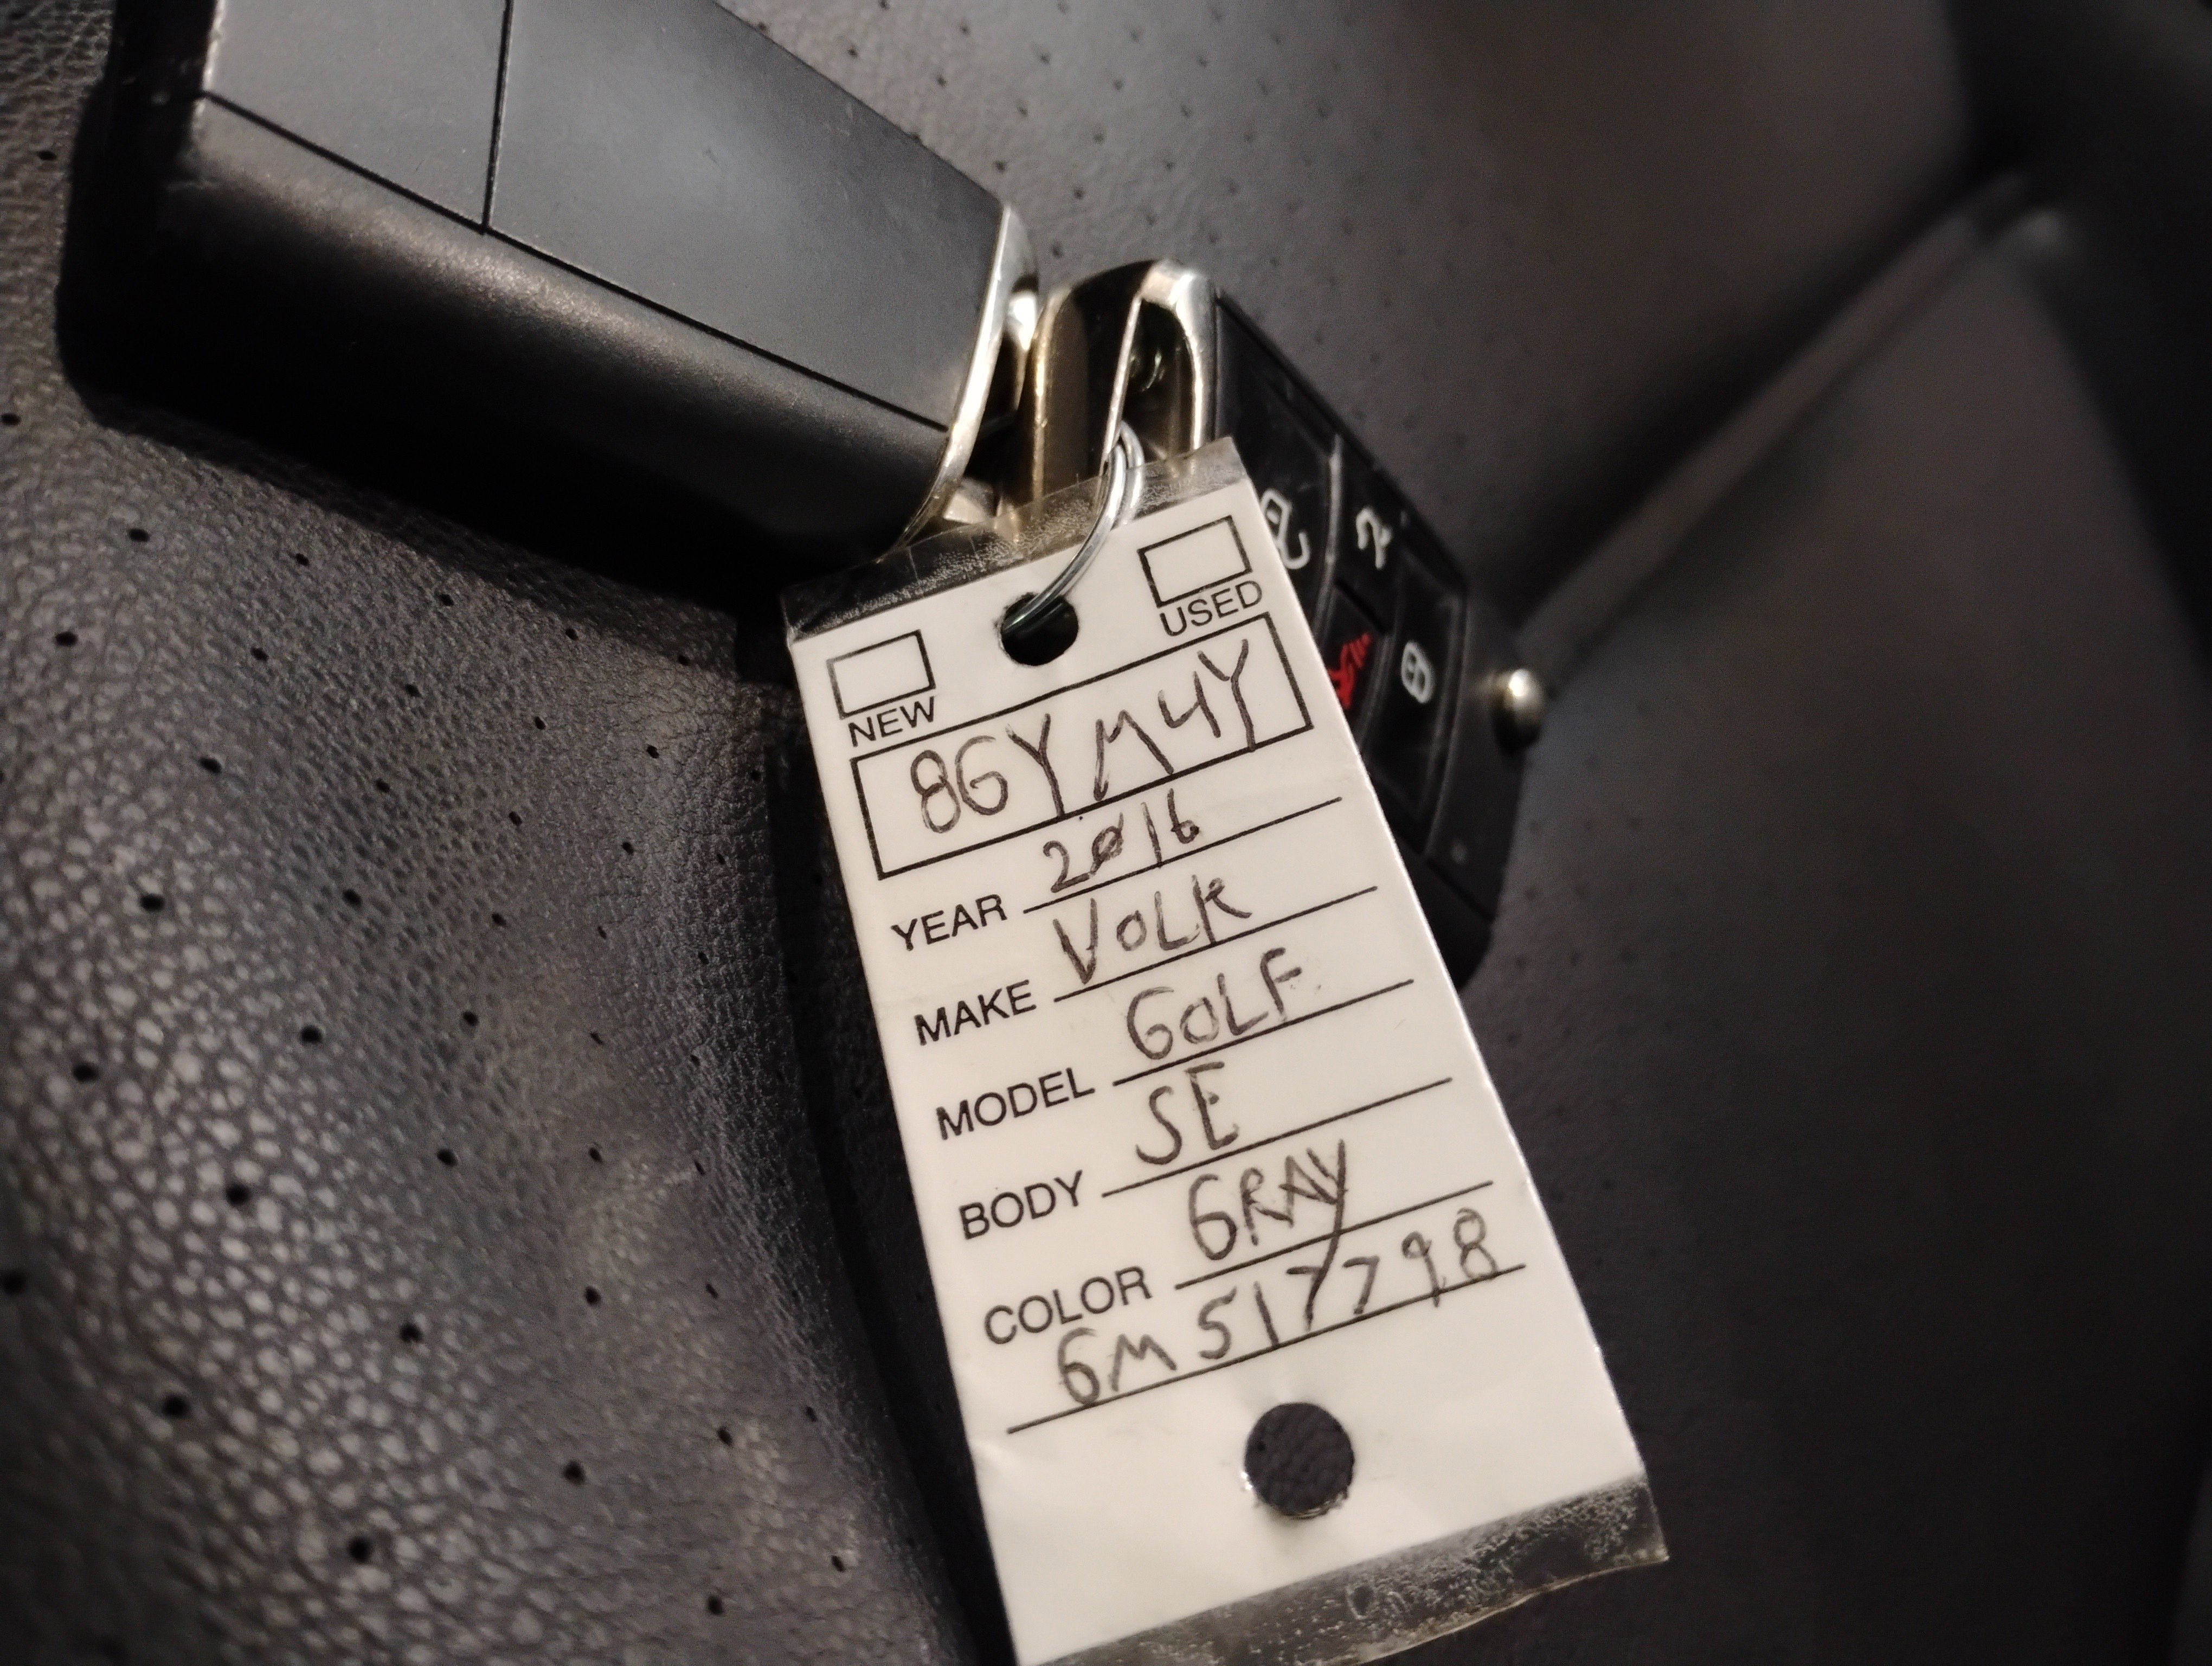 NEW USED
8GYM4Y
YEAR 2016
MAKE VOLK
MODEL GOLF
BODY SE
COLOR GRAY
6M517798